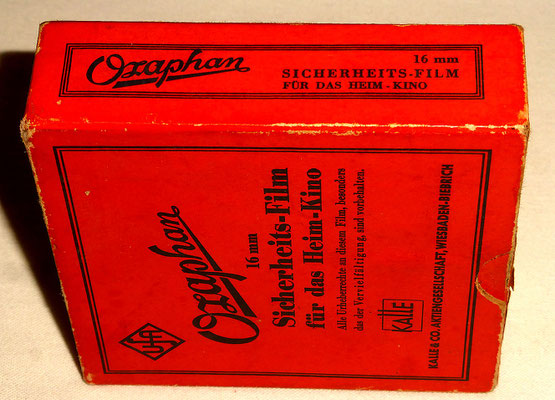 Ozaphan
16 mm
SICHERHEITS-FILM
FÜR DAS HEIM-KINO
Ozaphan
16 mm
Sicherheits-Film
für das Heim-Kino
Alle Urheberrechte an diesem Film, besonders
das der Vervielfältigung, sind vorbehalten.
UFA
KALLE
KALLE & CO. AKTIENGESELLSCHAFT, WIESBADEN-BIEBRICH